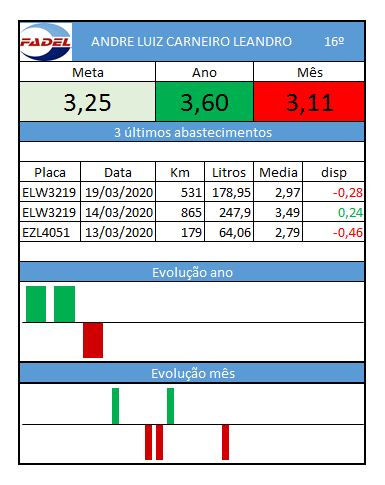 FADEL ANDRE LUIZ CARNEIRO LEANDRO 16º
Meta Ano Mês
3,25 3,60 3,11
3 últimos abastecimentos
Placa Data Km Litros Media disp
ELW3219 19/03/2020 531 178,95 2,97 -0,28
ELW3219 14/03/2020 865 247,9 3,49 0,24
EZL4051 13/03/2020 179 64,06 2,79 -0,46
Evolução ano
Evolução mês